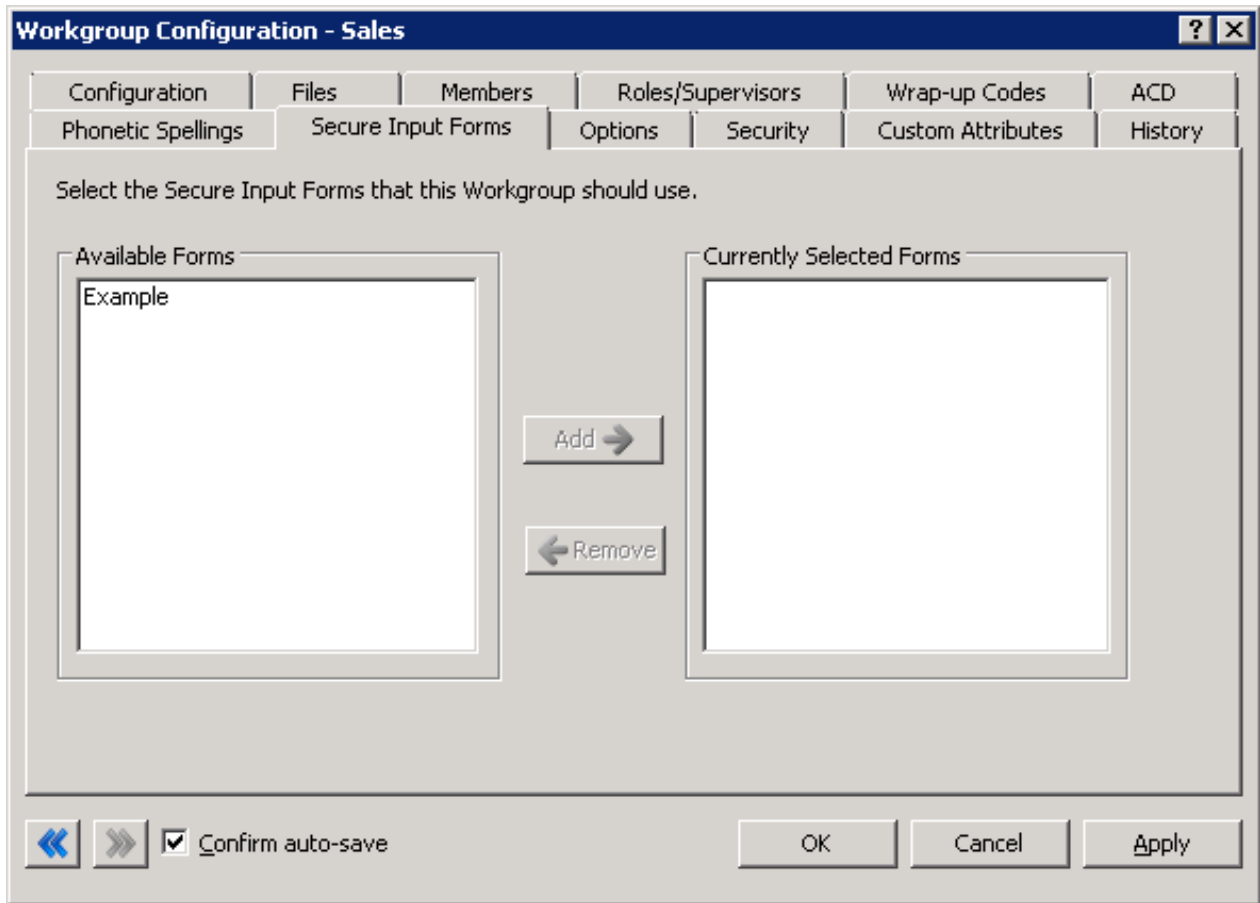 Workgroup Configuration - Sales
Configuration Files Members Roles/Supervisors Wrap-up Codes ACD
Phonetic Spellings Secure Input Forms Options Security Custom Attributes History
Select the Secure Input Forms that this Workgroup should use.
Available Forms Currently Selected Forms
Example
Add
Remove
Confirm auto-save OK Cancel Apply